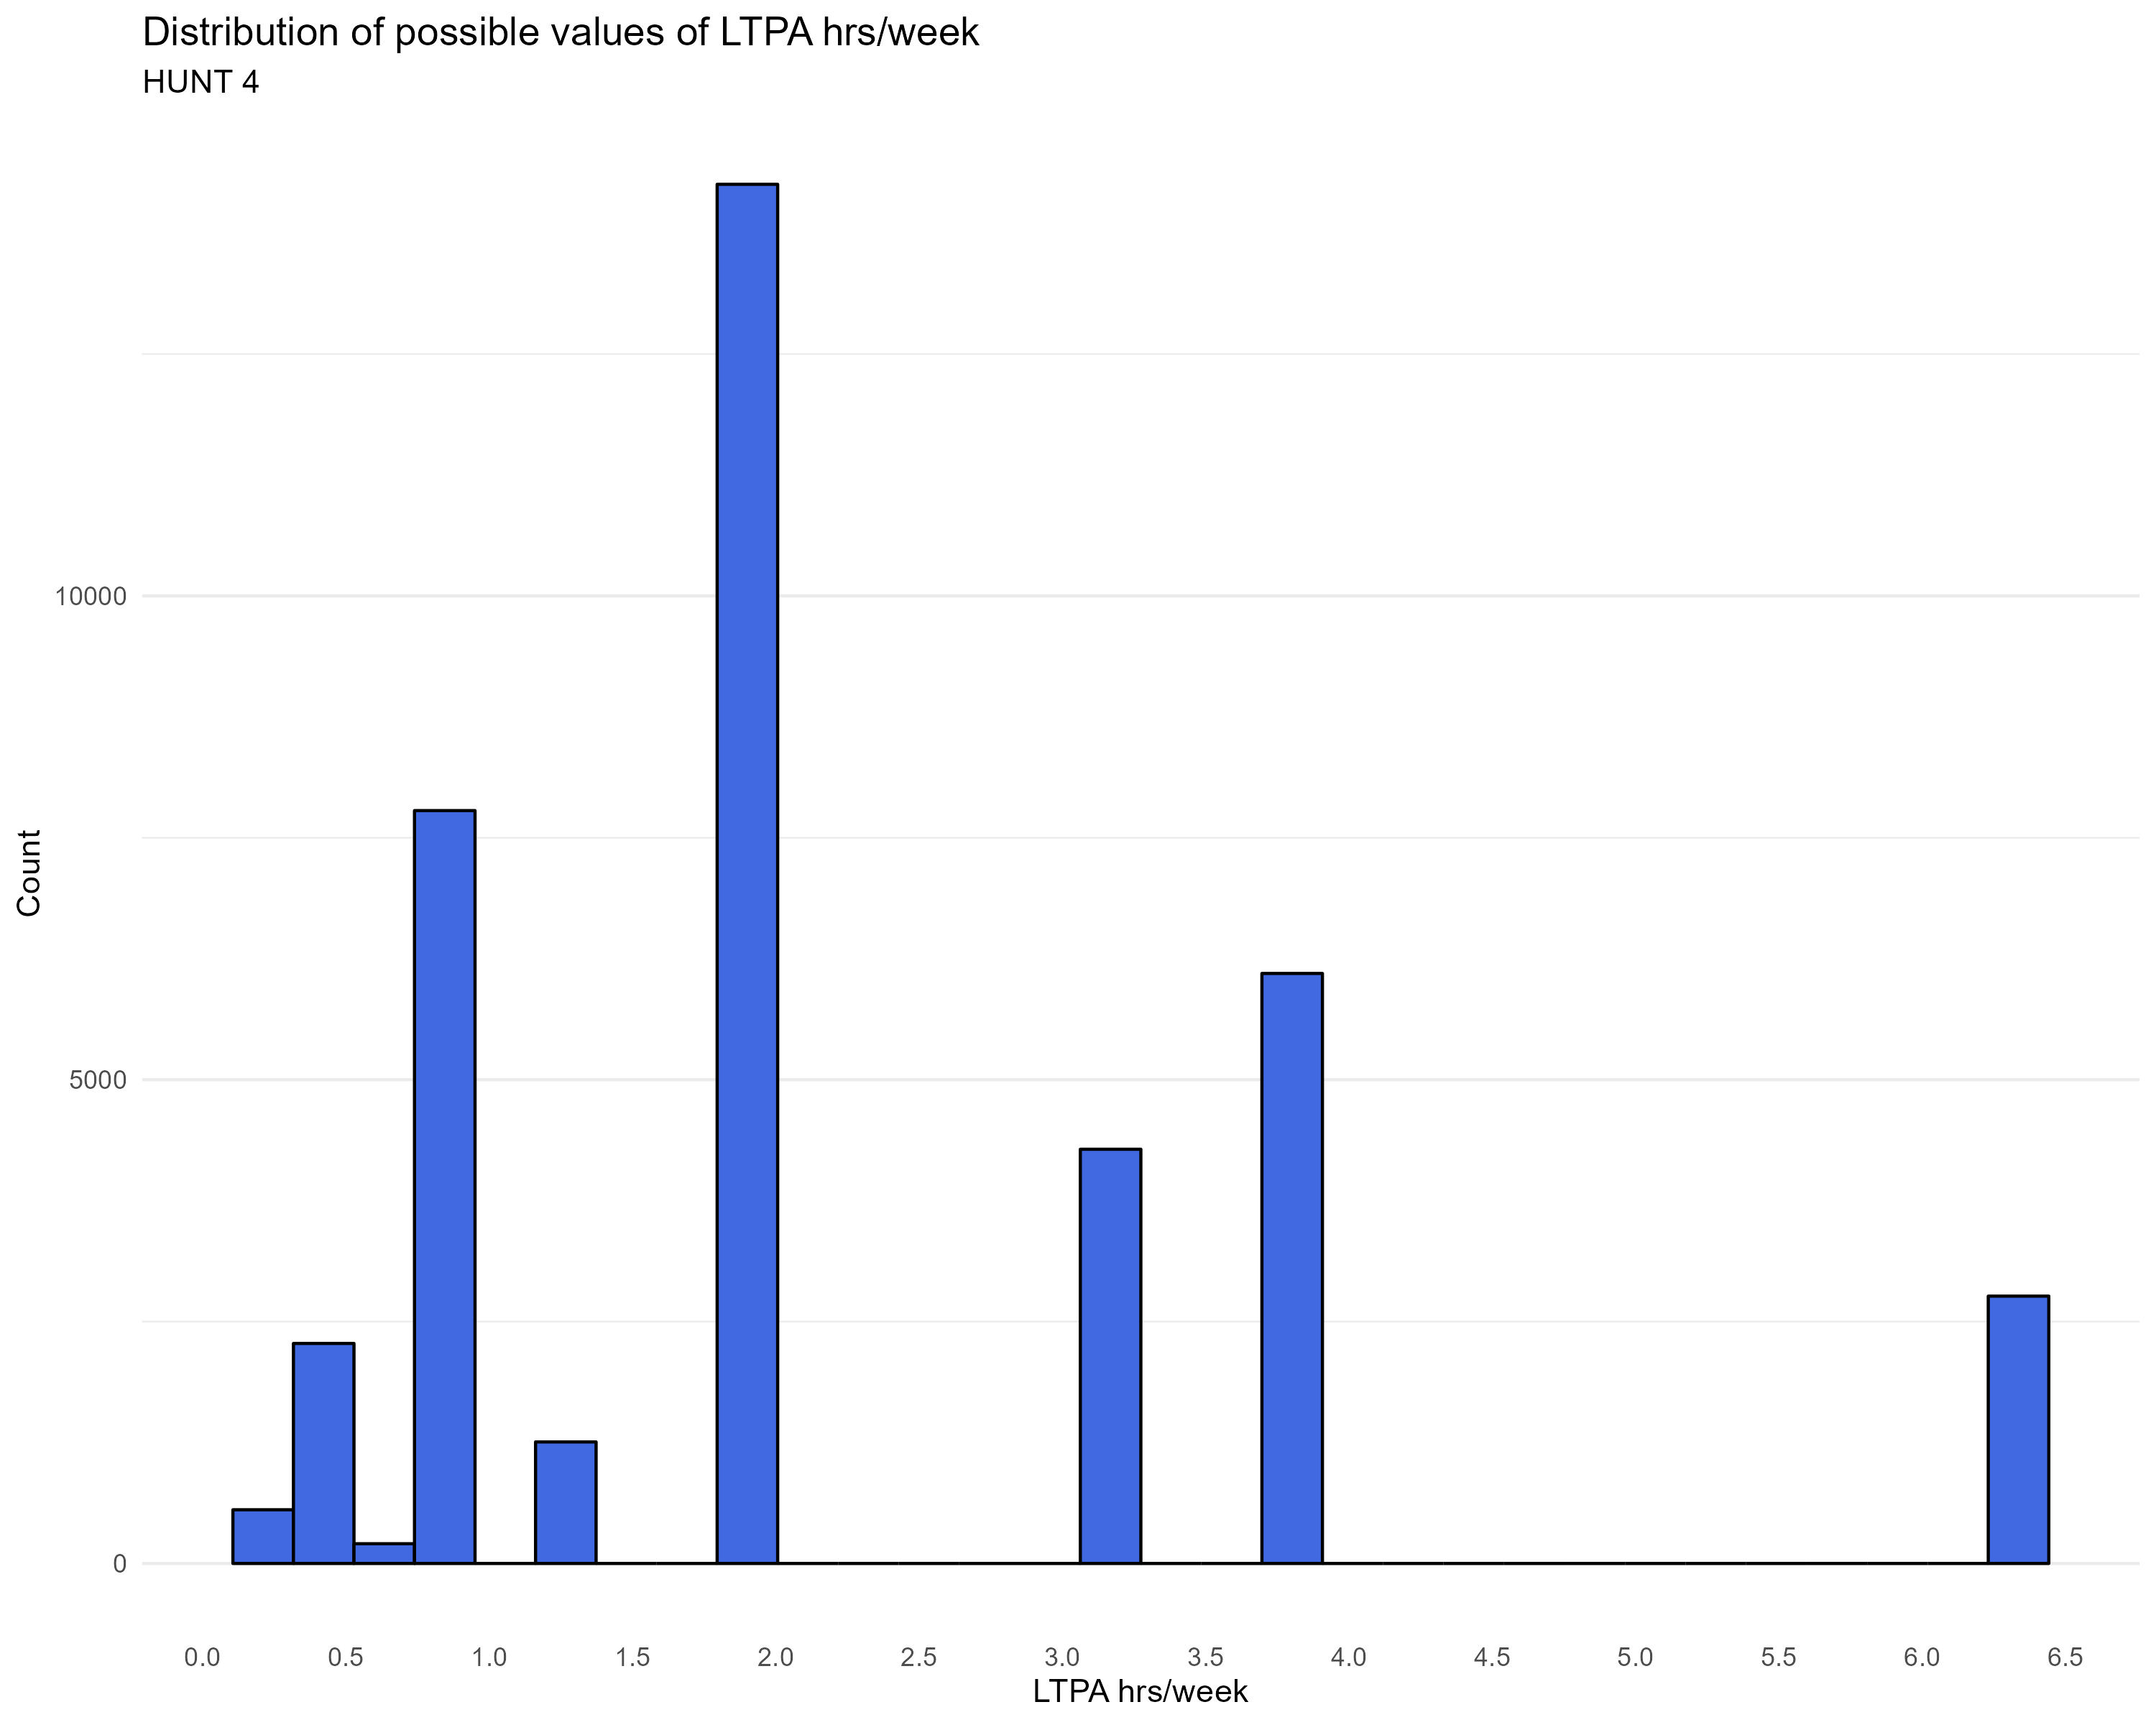 Distribution of possible values of LTPA hrs/week
HUNT 4
Count
10000
5000
0
0.0 0.5 1.0 1.5 2.0 2.5 3.0 3.5 4.0 4.5 5.0 5.5 6.0 6.5
LTPA hrs/week